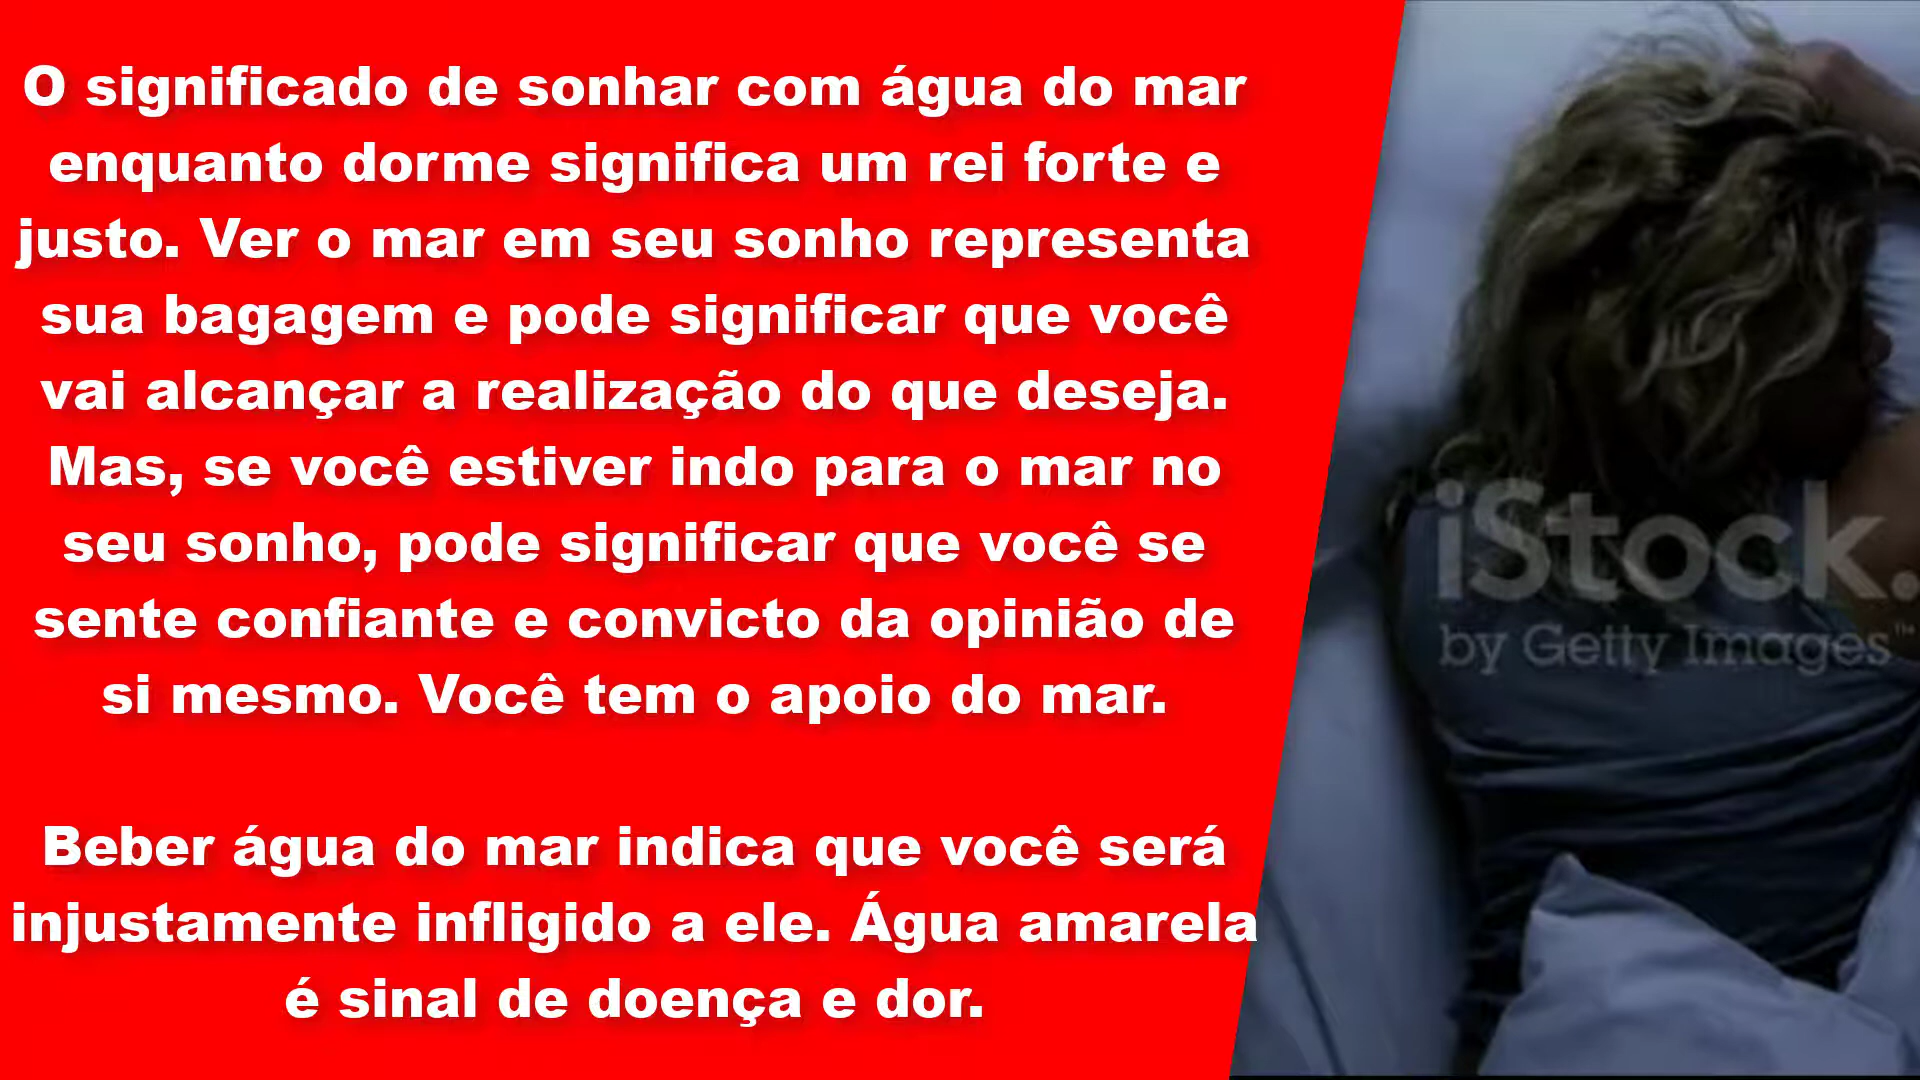 O significado de sonhar com água do mar
enquanto dorme significa um rei forte e
justo. Ver o mar em seu sonho representa
sua bagagem e pode significar que você
vai alcançar a realização do que deseja.
Mas, se você estiver indo para o mar no
seu sonho, pode significar que você se
sente confiante e convicto da opinião de
si mesmo. Você tem o apoio do mar.
Beber água do mar indica que você será
injustamente infligido a ele. Água amarela
é sinal de doença e dor.
iStock.
by Getty Images™